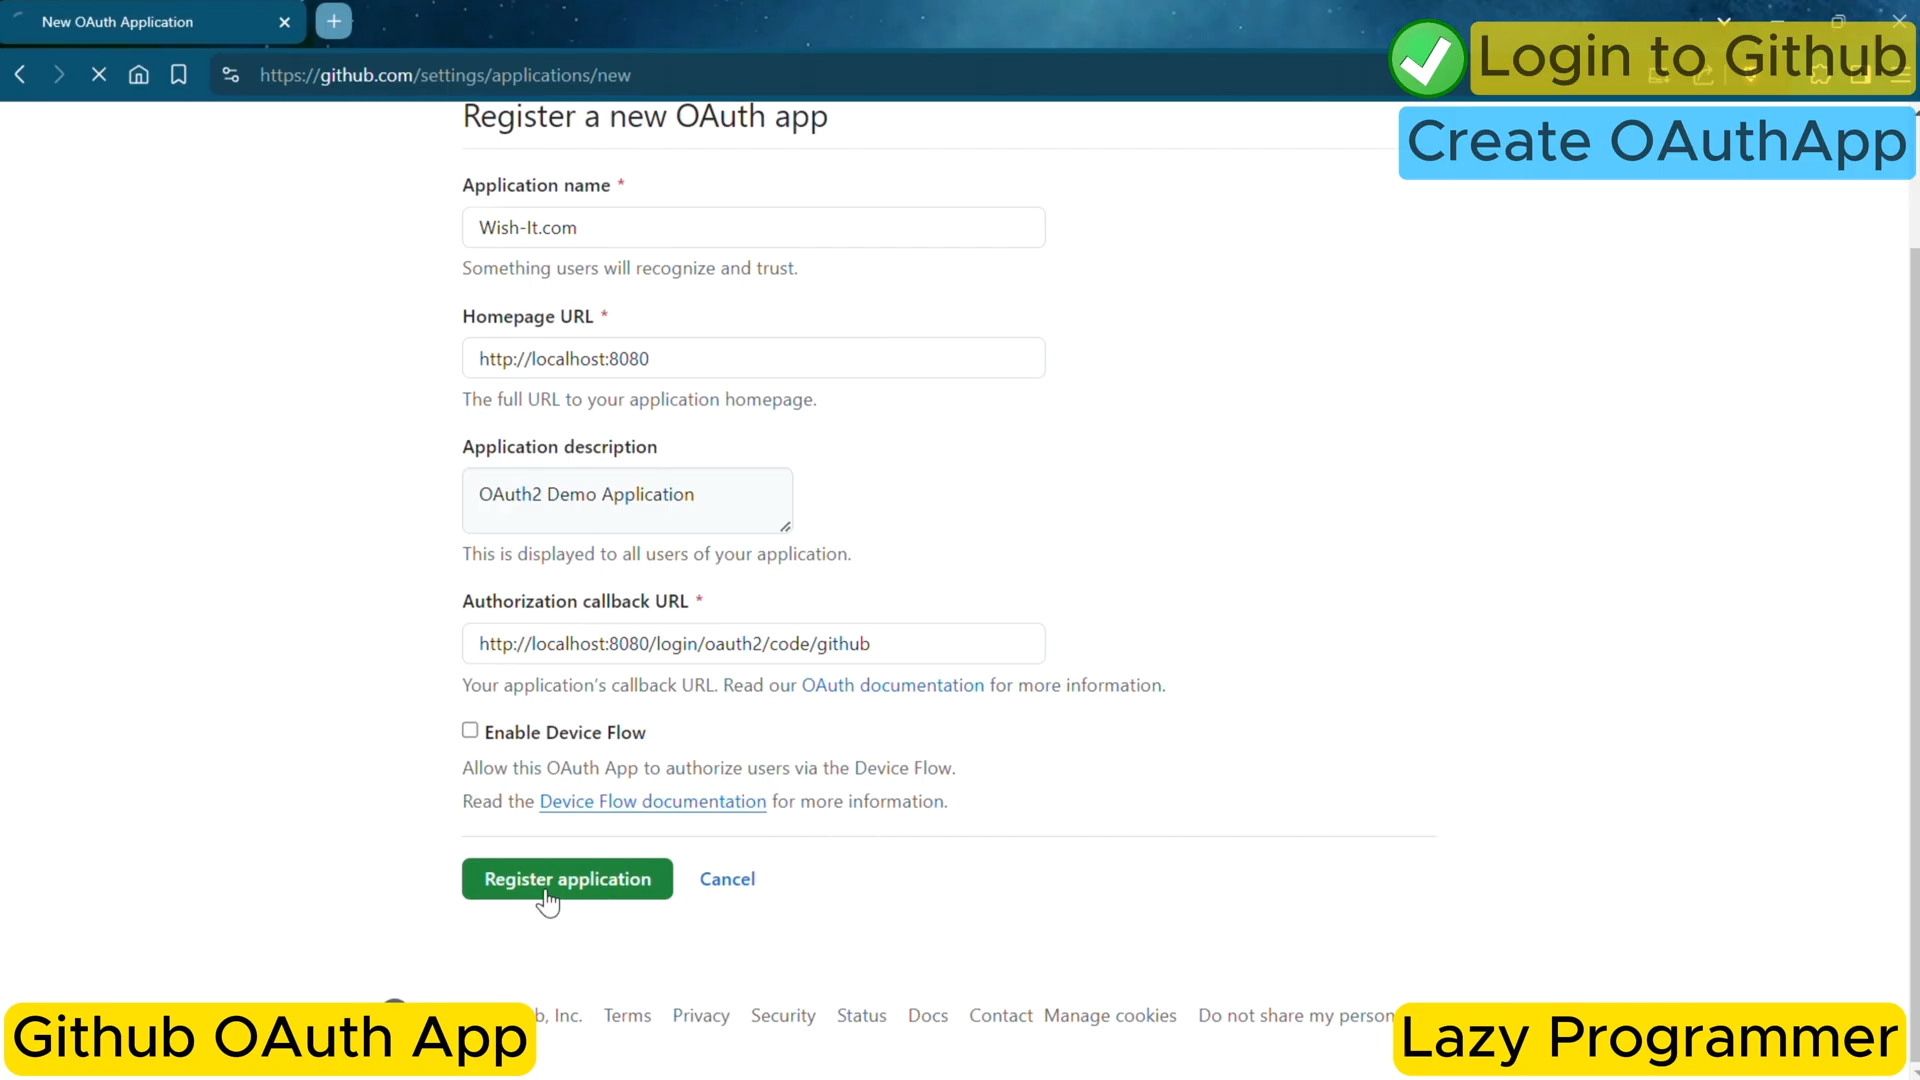 New OAuth Application
https://github.com/settings/applications/new
Login to Github
Create OAuthApp
Register a new OAuth app
Application name *
Wish-It.com
Something users will recognize and trust.
Homepage URL *
http://localhost:8080
The full URL to your application homepage.
Application description
OAuth2 Demo Application
This is displayed to all users of your application.
Authorization callback URL *
http://localhost:8080/login/oauth2/code/github
Your application's callback URL. Read our OAuth documentation for more information.
Enable Device Flow
Allow this OAuth App to authorize users via the Device Flow.
Read the Device Flow documentation for more information.
Register application Cancel
b, Inc. Terms Privacy Security Status Docs Contact Manage cookies Do not share my person
Github OAuth App
Lazy Programmer